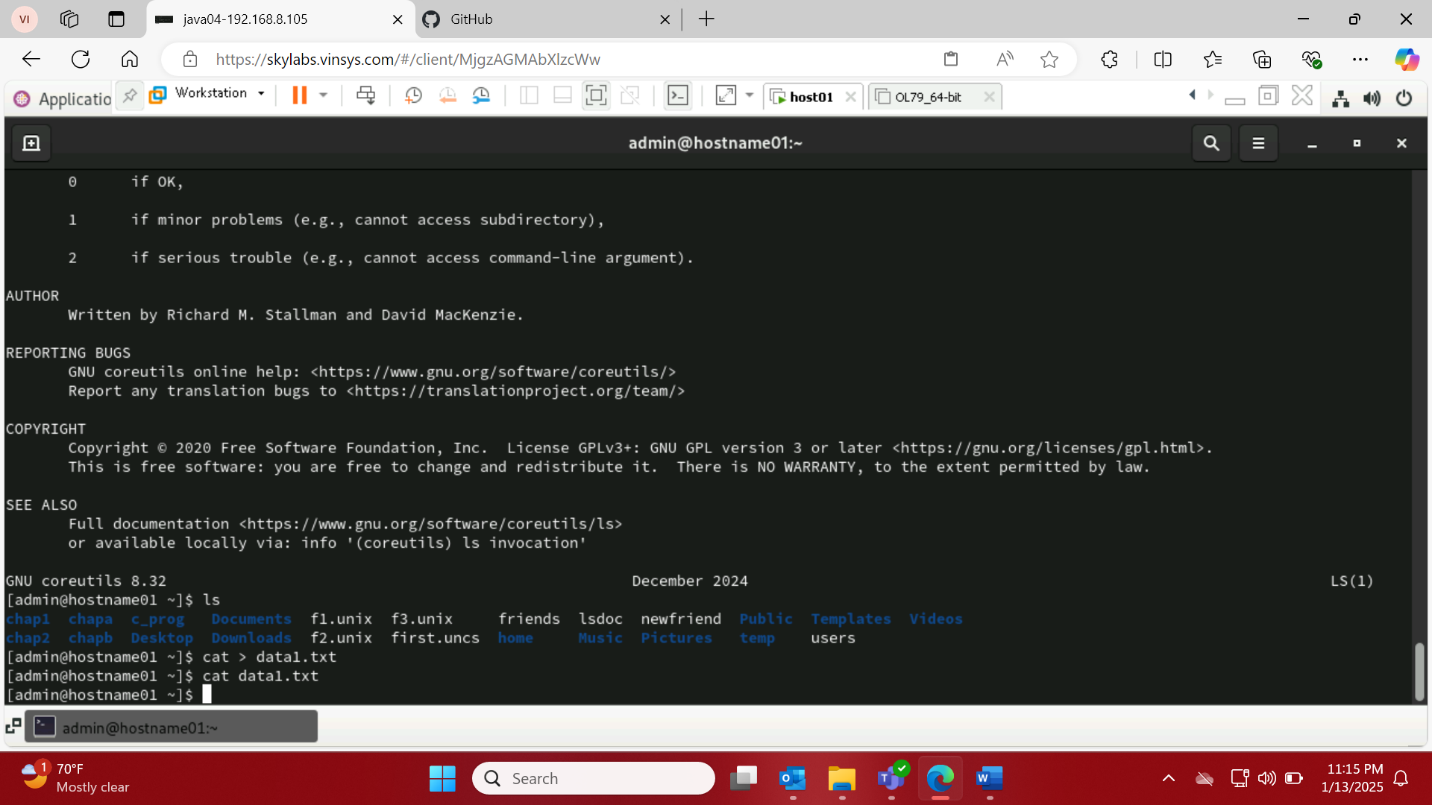 VI
java04-192.168.8.105
GitHub
https://skylabs.vinsys.com/#/client/MjgzAGMAbXlzcWw
Applicatio
Workstation
host01
OL79_64-bit
admin@hostname01:~
0 if OK,
1 if minor problems (e.g., cannot access subdirectory),
2 if serious trouble (e.g., cannot access command-line argument).
AUTHOR
Written by Richard M. Stallman and David MacKenzie.
REPORTING BUGS
GNU coreutils online help: <https://www.gnu.org/software/coreutils/>
Report any translation bugs to <https://translationproject.org/team/>
COPYRIGHT
Copyright © 2020 Free Software Foundation, Inc. License GPLv3+: GNU GPL version 3 or later <https://gnu.org/licenses/gpl.html>.
This is free software: you are free to change and redistribute it. There is NO WARRANTY, to the extent permitted by law.
SEE ALSO
Full documentation <https://www.gnu.org/software/coreutils/ls>
or available locally via: info '(coreutils) ls invocation'
GNU coreutils 8.32 December 2024 LS(1)
[admin@hostname01 ~]$ ls
chap1 chapa c_prog Documents f1.unix f3.unix friends lsdoc newfriend Public Templates Videos
chap2 chapb Desktop Downloads f2.unix first.uncs home Music Pictures temp users
[admin@hostname01 ~]$ cat > data1.txt
[admin@hostname01 ~]$ cat data1.txt
[admin@hostname01 ~]$
admin@hostname01:~
1
70°F
Mostly clear
Search
11:15 PM
1/13/2025